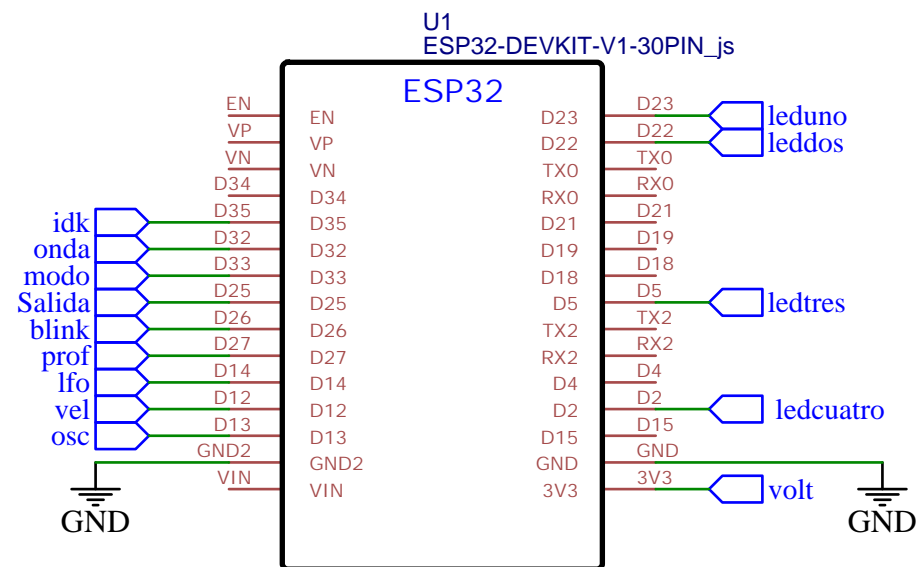 U1
ESP32-DEVKIT-V1-30PIN_js
ESP32
EN EN D23 D23 leduno
VP VP D22 D22 leddos
VN VN TX0 TX0
D34 D34 RX0 RX0
idk D35 D35 D21 D21
onda D32 D32 D19 D19
modo D33 D33 D18 D18
Salida D25 D25 D5 D5 ledtres
blink D26 D26 TX2 TX2
prof D27 D27 RX2 RX2
lfo D14 D14 D4 D4
vel D12 D12 D2 D2 ledcuatro
osc D13 D13 D15 D15
GND2 GND2 GND GND
VIN VIN 3V3 3V3 volt
GND GND